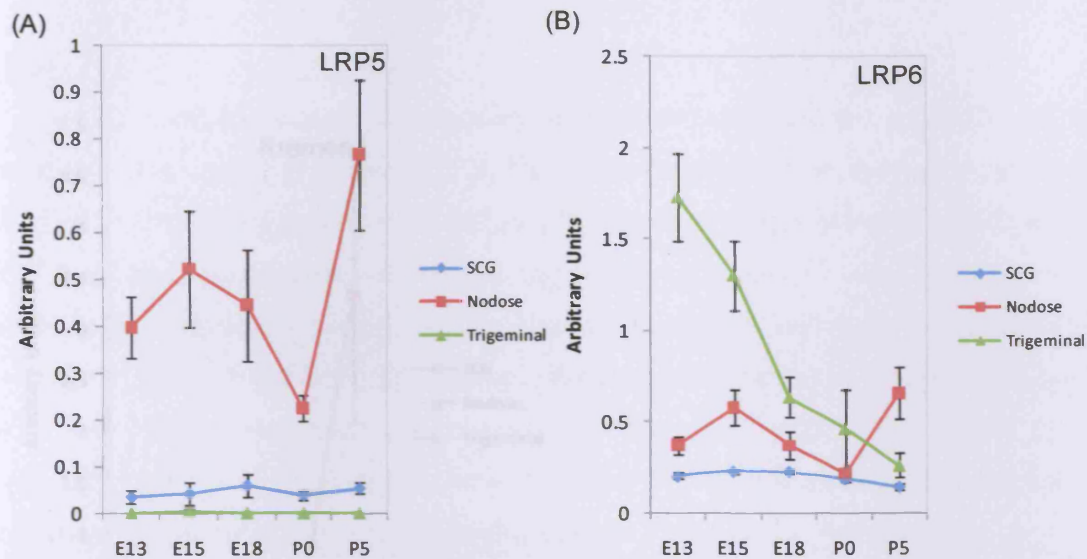 (A)
LRP5
1
0.9
0.8
0.7
0.6
0.5
0.4
0.3
0.2
0.1
0
Arbitrary Units
E13 E15 E18 P0 P5
SCG
Nodose
Trigeminal
(B)
LRP6
2.5
2
1.5
1
0.5
0
Arbitrary Units
E13 E15 E18 P0 P5
SCG
Nodose
Trigeminal